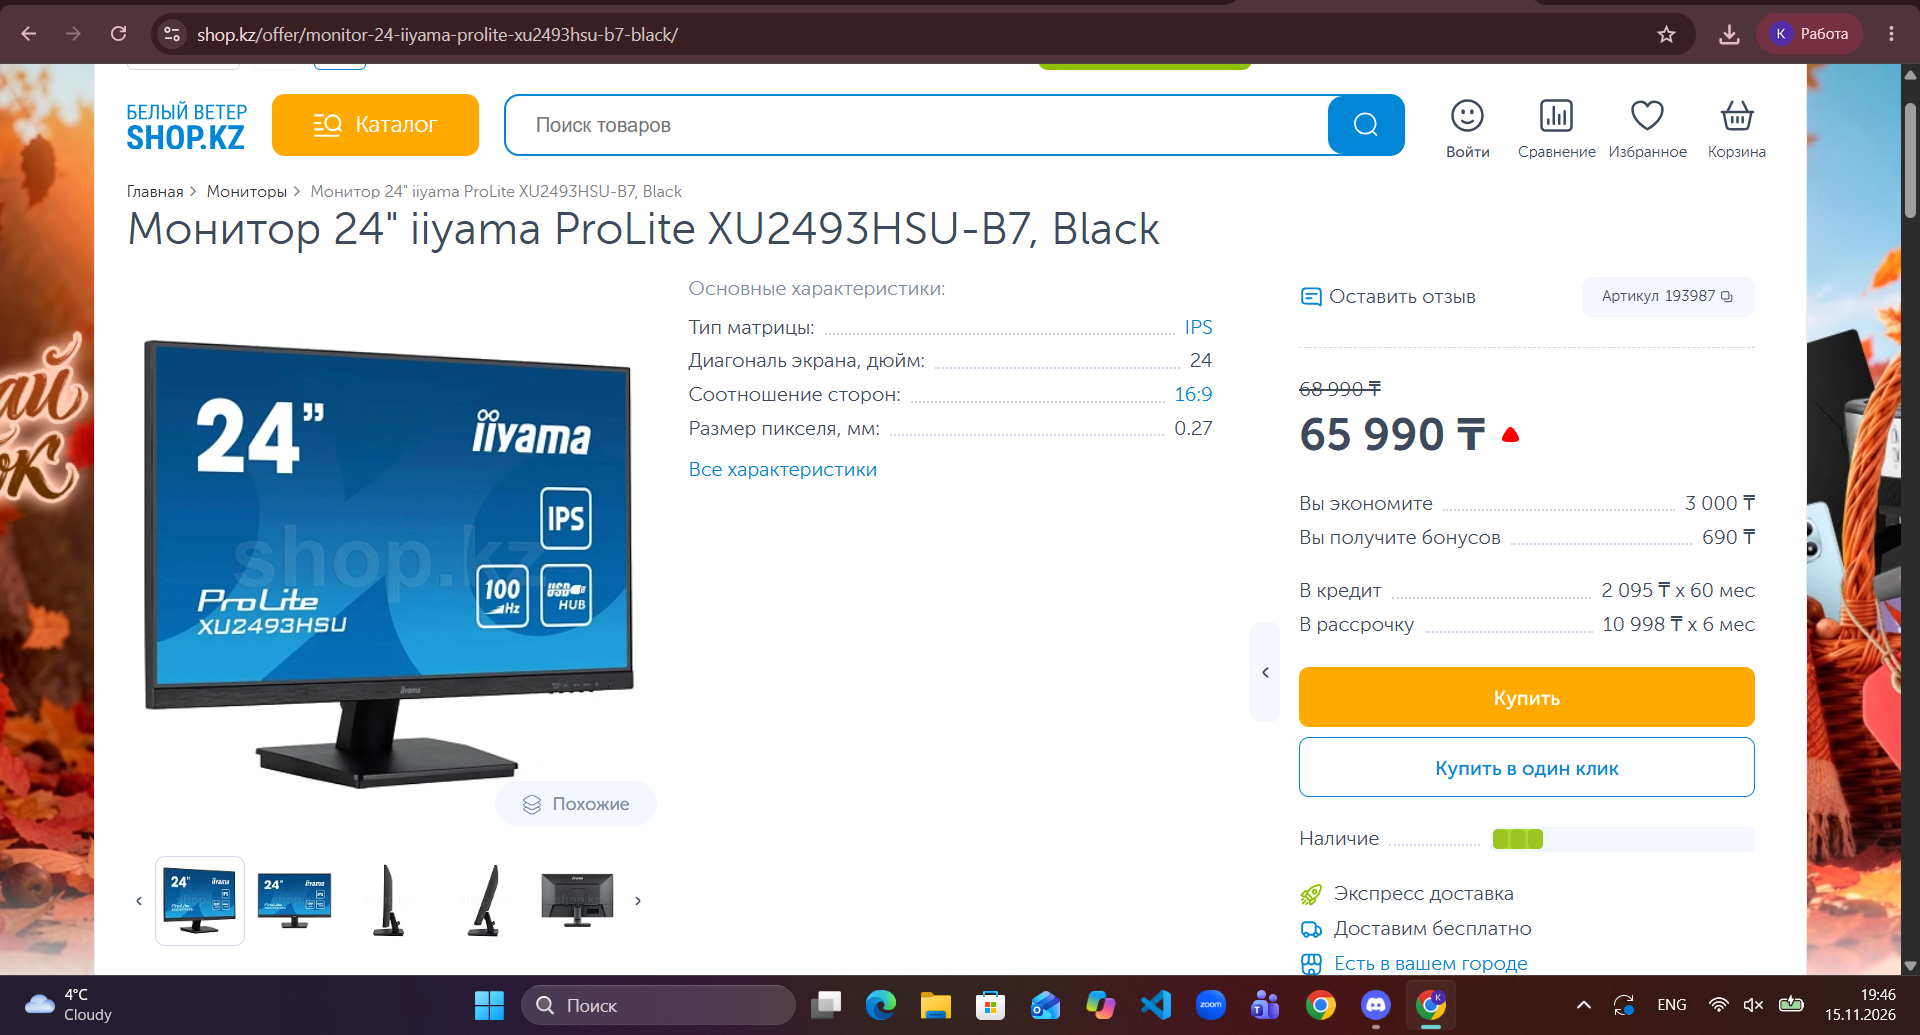 shop.kz/offer/monitor-24-iiyama-prolite-xu2493hsu-b7-black/
K Работа
БЕЛЫЙ ВЕТЕР
SHOP.KZ
Каталог
Поиск товаров
Войти
Сравнение
Избранное
Корзина
Главная > Мониторы > Монитор 24" iiyama ProLite XU2493HSU-B7, Black
Монитор 24" iiyama ProLite XU2493HSU-B7, Black
24"
iiyama
IPS
100 Hz
USB HUB
ProLite
XU2493HSU
shop.kz
iiyama
Похожие
Основные характеристики:
Тип матрицы: IPS
Диагональ экрана, дюйм: 24
Соотношение сторон: 16:9
Размер пикселя, мм: 0.27
Все характеристики
Оставить отзыв
Артикул 193987
68 990 ₸
65 990 ₸
Вы экономите 3 000 ₸
Вы получите бонусов 690 ₸
В кредит 2 095 ₸ x 60 мес
В рассрочку 10 998 ₸ x 6 мес
Купить
Купить в один клик
Наличие
Экспресс доставка
Доставим бесплатно
Есть в вашем городе
24" iiyama
24" iiyama
4°C
Cloudy
Поиск
zoom
ENG
19:46
15.11.2026